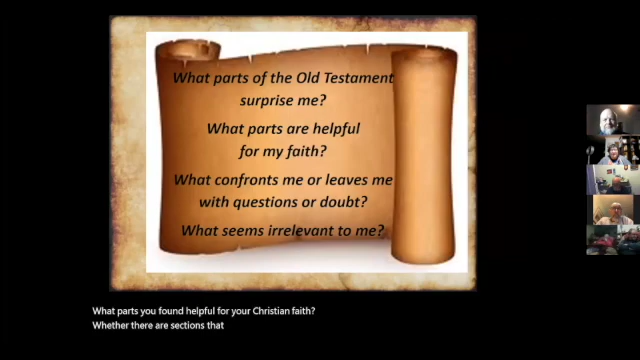 What parts of the Old Testament
surprise me?
What parts are helpful
for my faith?
What confronts me or leaves me
with questions or doubt?
What seems irrelevant to me?
What parts you found helpful for your Christian faith?
Whether there are sections that